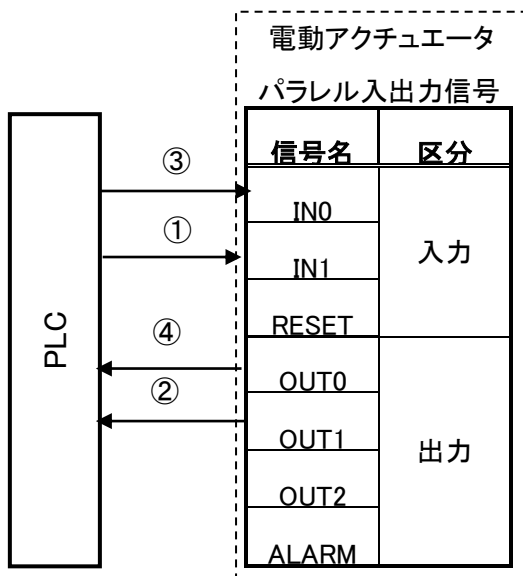 電動アクチュエータ
パラレル入出力信号
信号名 区分
③
IN0
①
入力
IN1
PLC
RESET
④
OUT0
②
OUT1
出力
OUT2
ALARM